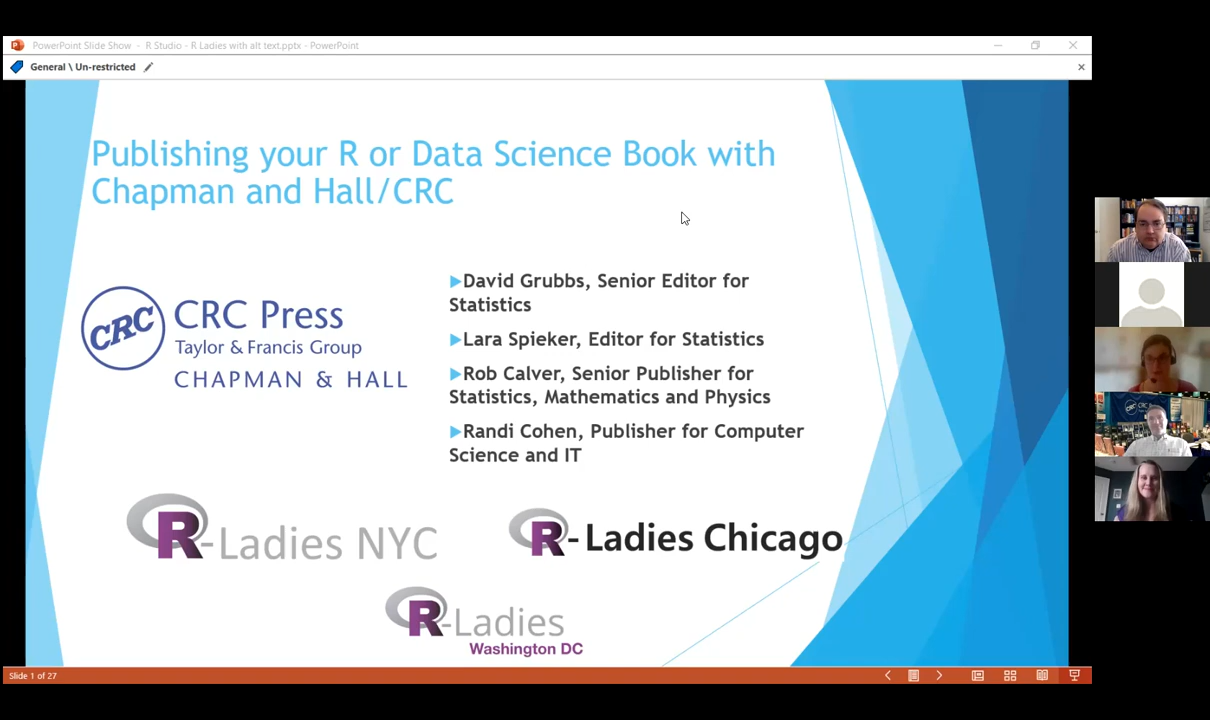 PowerPoint Slide Show - R Studio - R Ladies with alt text.pptx - PowerPoint
General \ Un-restricted
Publishing your R or Data Science Book with
Chapman and Hall/CRC
CRC
CRC Press
Taylor & Francis Group
CHAPMAN & HALL
David Grubbs, Senior Editor for
Statistics
Lara Spieker, Editor for Statistics
Rob Calver, Senior Publisher for
Statistics, Mathematics and Physics
Randi Cohen, Publisher for Computer
Science and IT
R-Ladies NYC
R-Ladies Chicago
R-Ladies
Washington DC
Slide 1 of 27